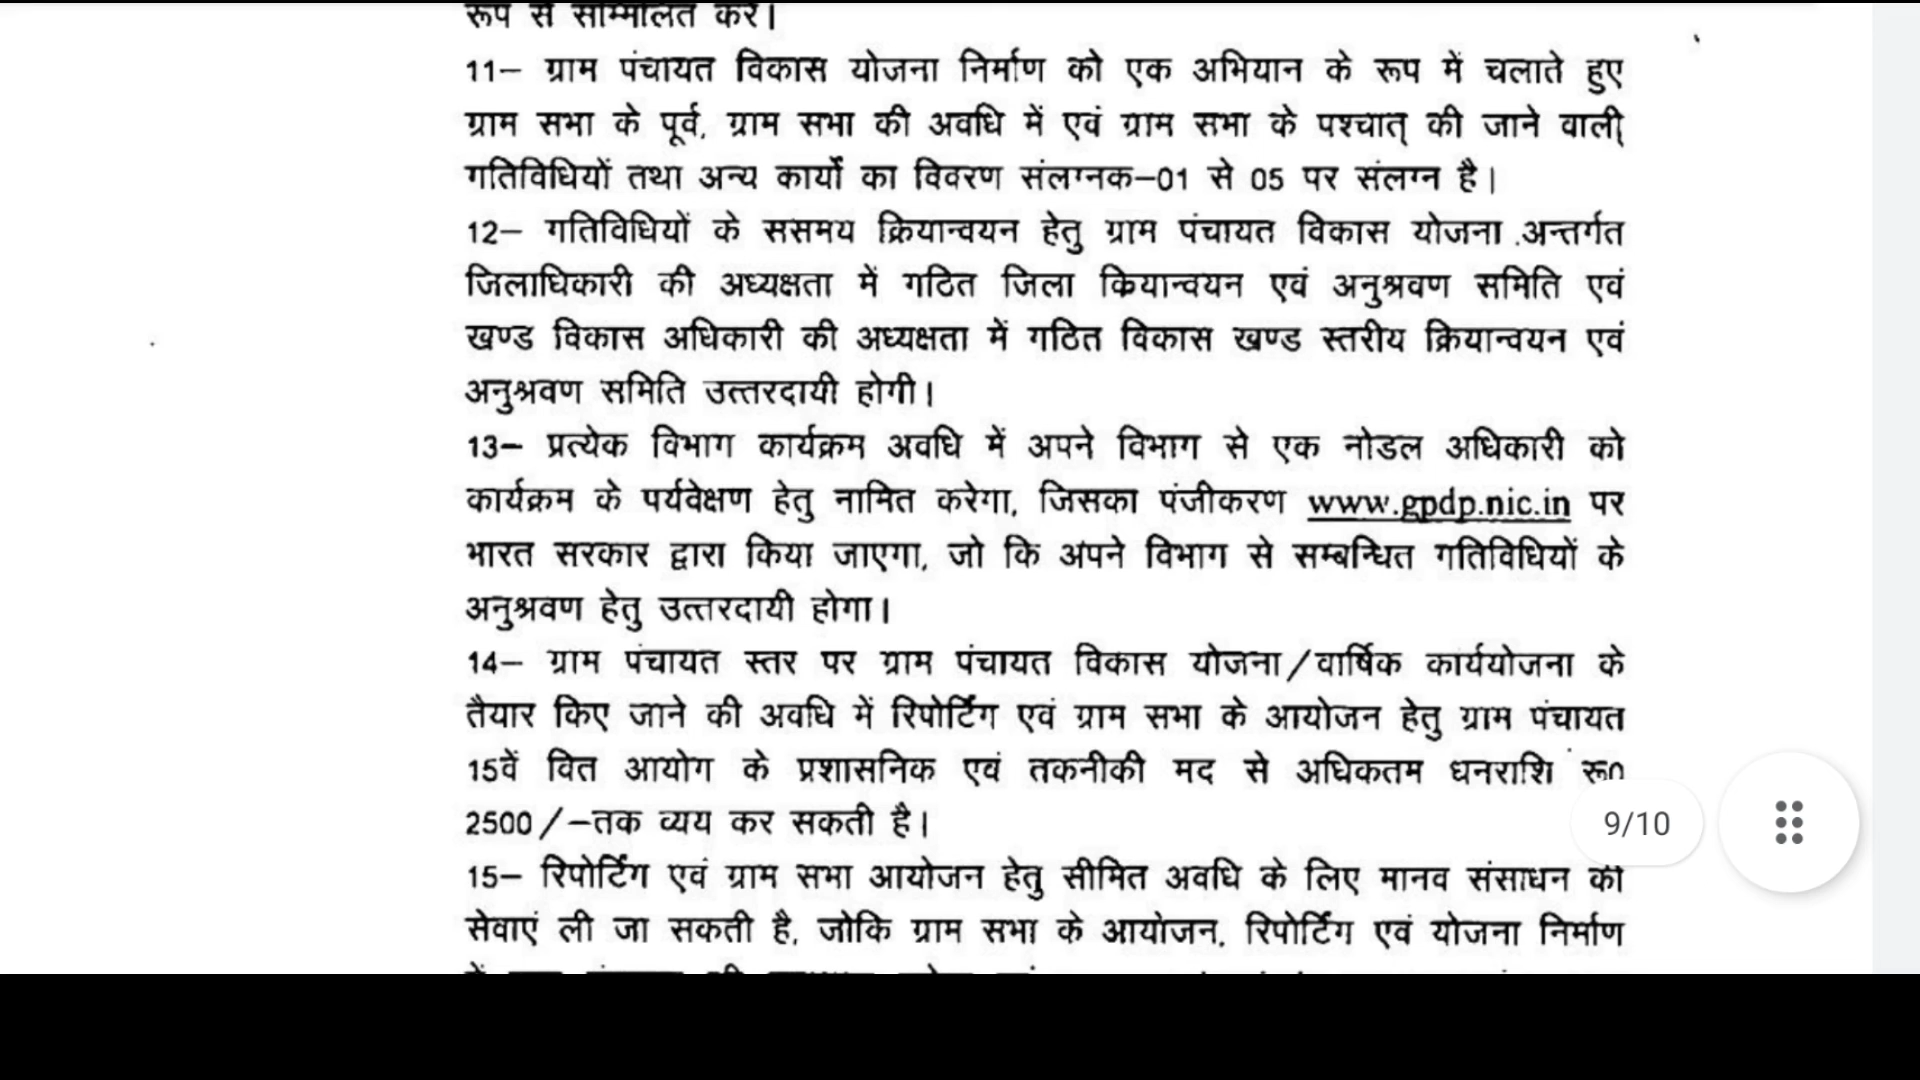 रूप से सम्मिलित करें।
11– ग्राम पंचायत विकास योजना निर्माण को एक अभियान के रूप में चलाते हुए
ग्राम सभा के पूर्व, ग्राम सभा की अवधि में एवं ग्राम सभा के पश्चात् की जाने वाली
गतिविधियों तथा अन्य कार्यों का विवरण संलग्नक–01 से 05 पर संलग्न है।
12– गतिविधियों के ससमय क्रियान्वयन हेतु ग्राम पंचायत विकास योजना अन्तर्गत
जिलाधिकारी की अध्यक्षता में गठित जिला क्रियान्वयन एवं अनुश्रवण समिति एवं
खण्ड विकास अधिकारी की अध्यक्षता में गठित विकास खण्ड स्तरीय क्रियान्वयन एवं
अनुश्रवण समिति उत्तरदायी होगी।
13– प्रत्येक विभाग कार्यक्रम अवधि में अपने विभाग से एक नोडल अधिकारी को
कार्यक्रम के पर्यवेक्षण हेतु नामित करेगा, जिसका पंजीकरण www.gpdp.nic.in पर
भारत सरकार द्वारा किया जाएगा, जो कि अपने विभाग से सम्बन्धित गतिविधियों के
अनुश्रवण हेतु उत्तरदायी होगा।
14– ग्राम पंचायत स्तर पर ग्राम पंचायत विकास योजना/वार्षिक कार्ययोजना के
तैयार किए जाने की अवधि में रिपोर्टिंग एवं ग्राम सभा के आयोजन हेतु ग्राम पंचायत
15वें वित आयोग के प्रशासनिक एवं तकनीकी मद से अधिकतम धनराशि रू0
2500/–तक व्यय कर सकती है।
9/10
15– रिपोर्टिंग एवं ग्राम सभा आयोजन हेतु सीमित अवधि के लिए मानव संसाधन की
सेवाएं ली जा सकती है, जोकि ग्राम सभा के आयोजन, रिपोर्टिंग एवं योजना निर्माण